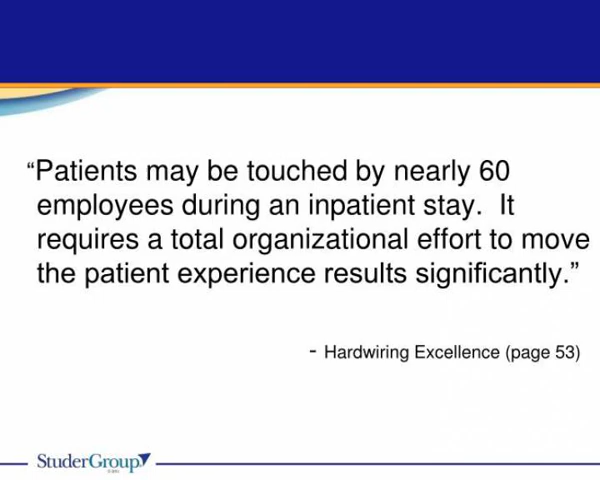 “Patients may be touched by nearly 60
employees during an inpatient stay.  It
requires a total organizational effort to move
the patient experience results significantly.”
- Hardwiring Excellence (page 53)
StuderGroup